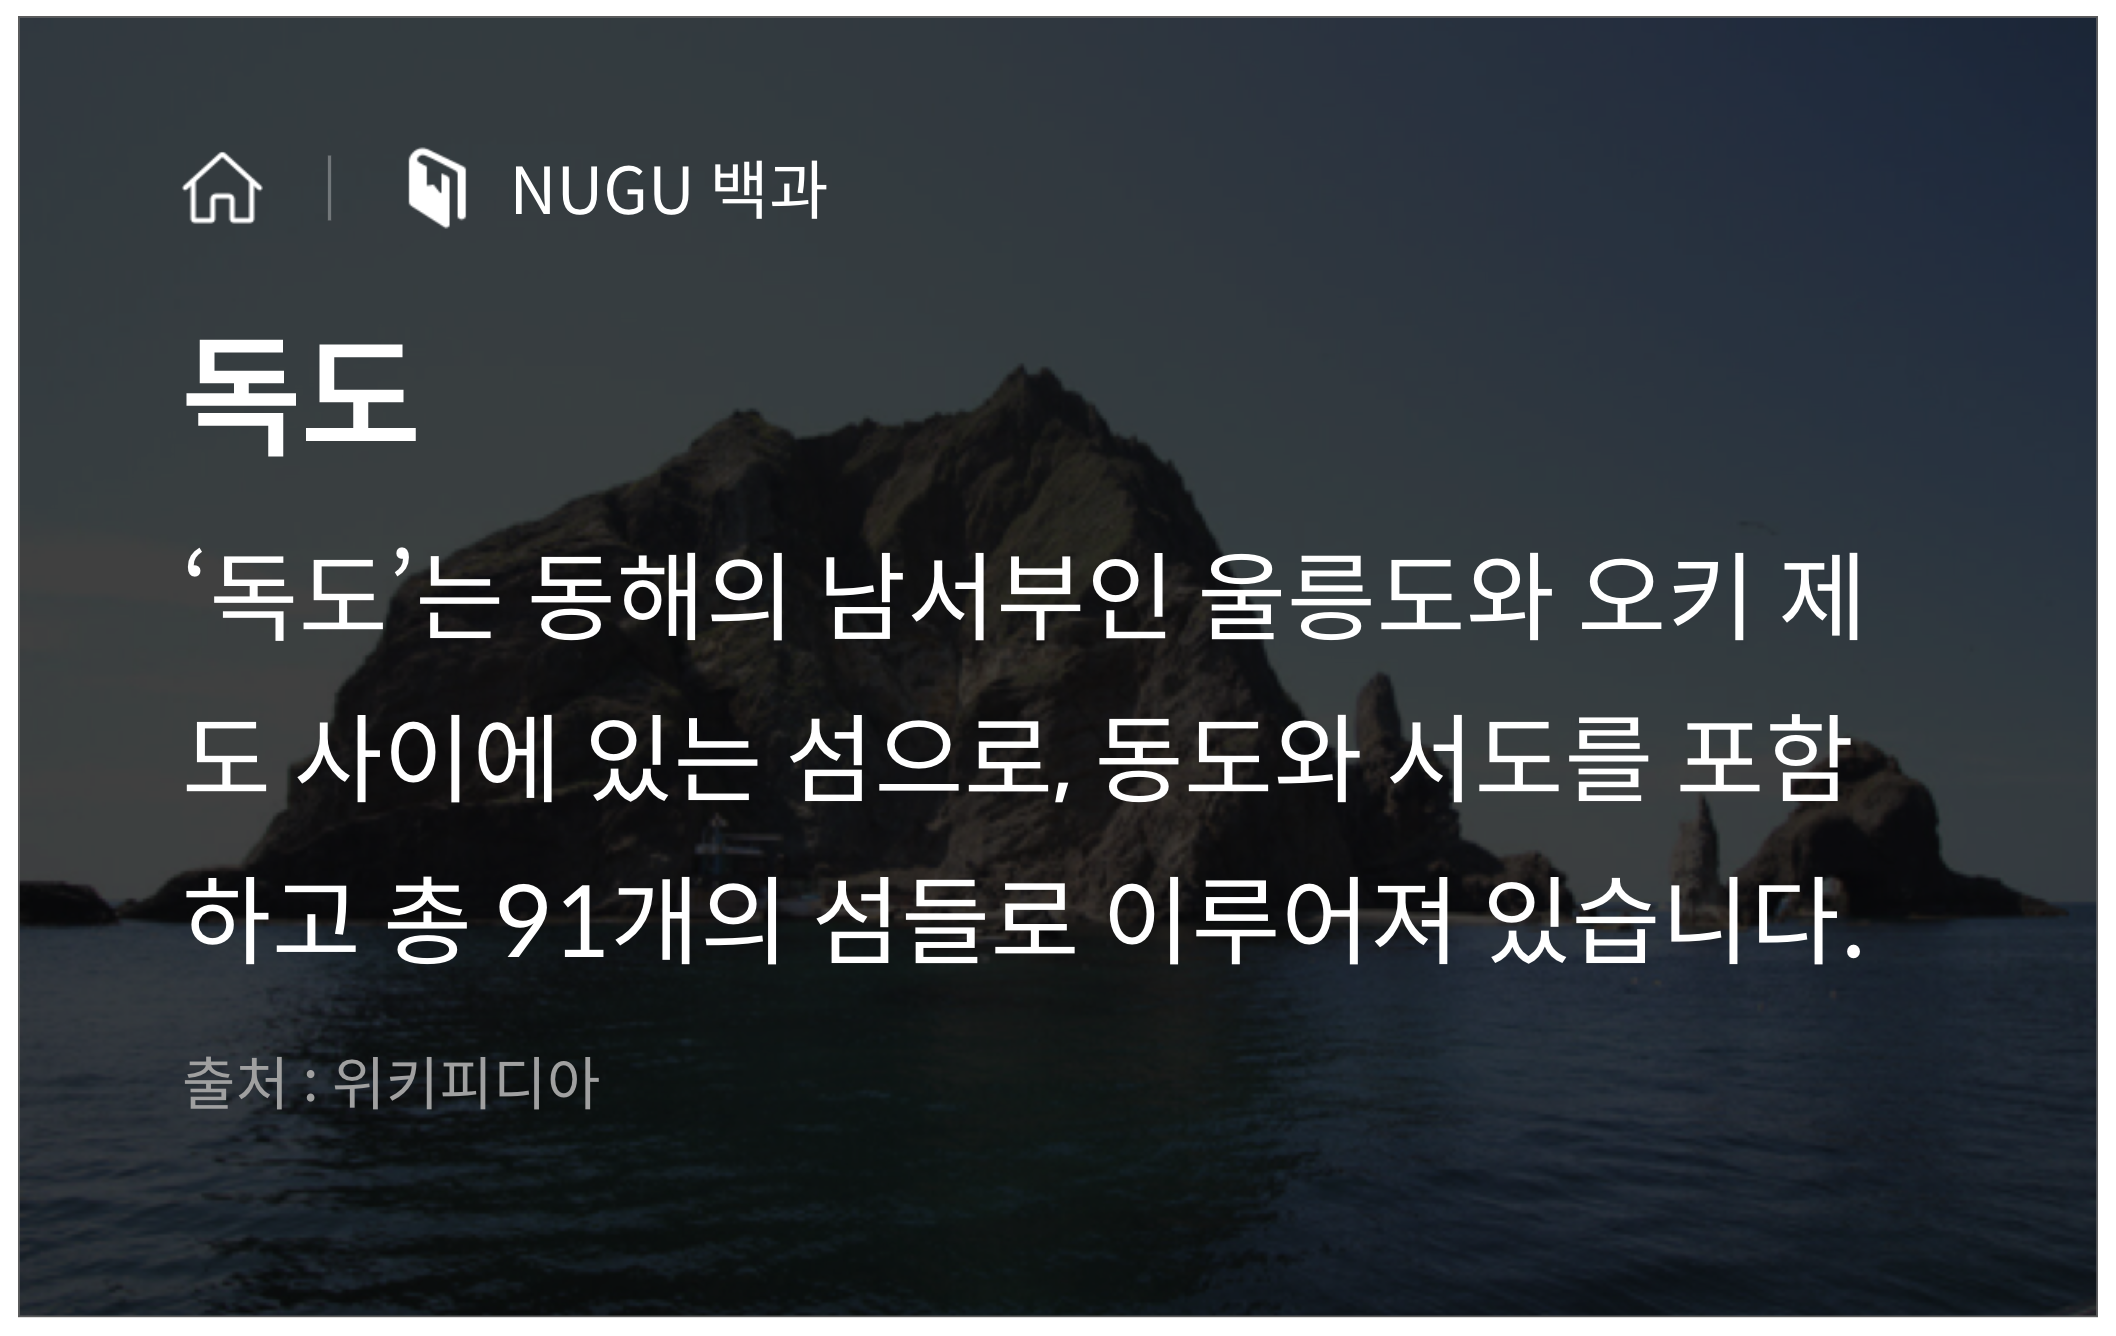 NUGU 백과
독도
‘독도’는 동해의 남서부인 울릉도와 오키 제
도 사이에 있는 섬으로, 동도와 서도를 포함
하고 총 91개의 섬들로 이루어져 있습니다.
출처 : 위키피디아